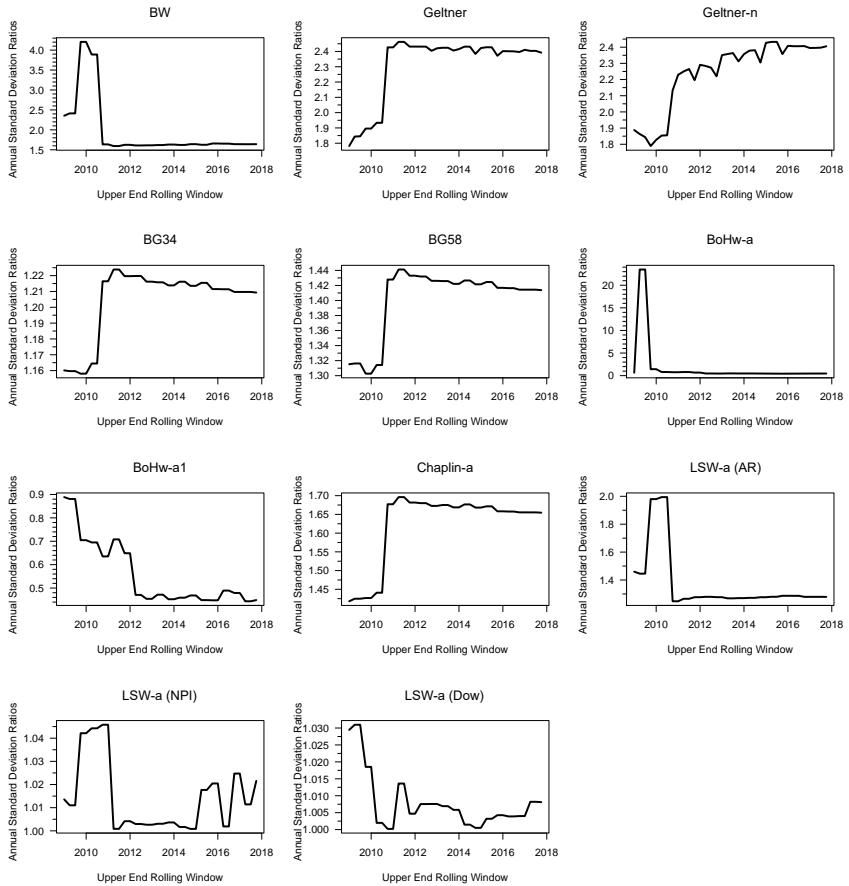 BW
Annual Standard Deviation Ratios
4.0
3.0
2.0
1.5
2010 2012 2014 2016 2018
Upper End Rolling Window
Geltner
Annual Standard Deviation Ratios
2.4
2.3
2.2
2.1
2.0
1.9
1.8
2010 2012 2014 2016 2018
Upper End Rolling Window
Geltner-n
Annual Standard Deviation Ratios
2.4
2.3
2.2
2.1
2.0
1.9
1.8
2010 2012 2014 2016 2018
Upper End Rolling Window
BG34
Annual Standard Deviation Ratios
1.22
1.21
1.20
1.19
1.18
1.17
1.16
2010 2012 2014 2016 2018
Upper End Rolling Window
BG58
Annual Standard Deviation Ratios
1.44
1.42
1.40
1.38
1.36
1.34
1.32
1.30
2010 2012 2014 2016 2018
Upper End Rolling Window
BoHw-a
Annual Standard Deviation Ratios
20
15
10
5
0
2010 2012 2014 2016 2018
Upper End Rolling Window
BoHw-a1
Annual Standard Deviation Ratios
0.9
0.8
0.7
0.6
0.5
2010 2012 2014 2016 2018
Upper End Rolling Window
Chaplin-a
Annual Standard Deviation Ratios
1.70
1.65
1.60
1.55
1.50
1.45
2010 2012 2014 2016 2018
Upper End Rolling Window
LSW-a (AR)
Annual Standard Deviation Ratios
2.0
1.8
1.6
1.4
2010 2012 2014 2016 2018
Upper End Rolling Window
LSW-a (NPI)
Annual Standard Deviation Ratios
1.04
1.03
1.02
1.01
1.00
2010 2012 2014 2016 2018
Upper End Rolling Window
LSW-a (Dow)
Annual Standard Deviation Ratios
1.030
1.025
1.020
1.015
1.010
1.005
1.000
2010 2012 2014 2016 2018
Upper End Rolling Window